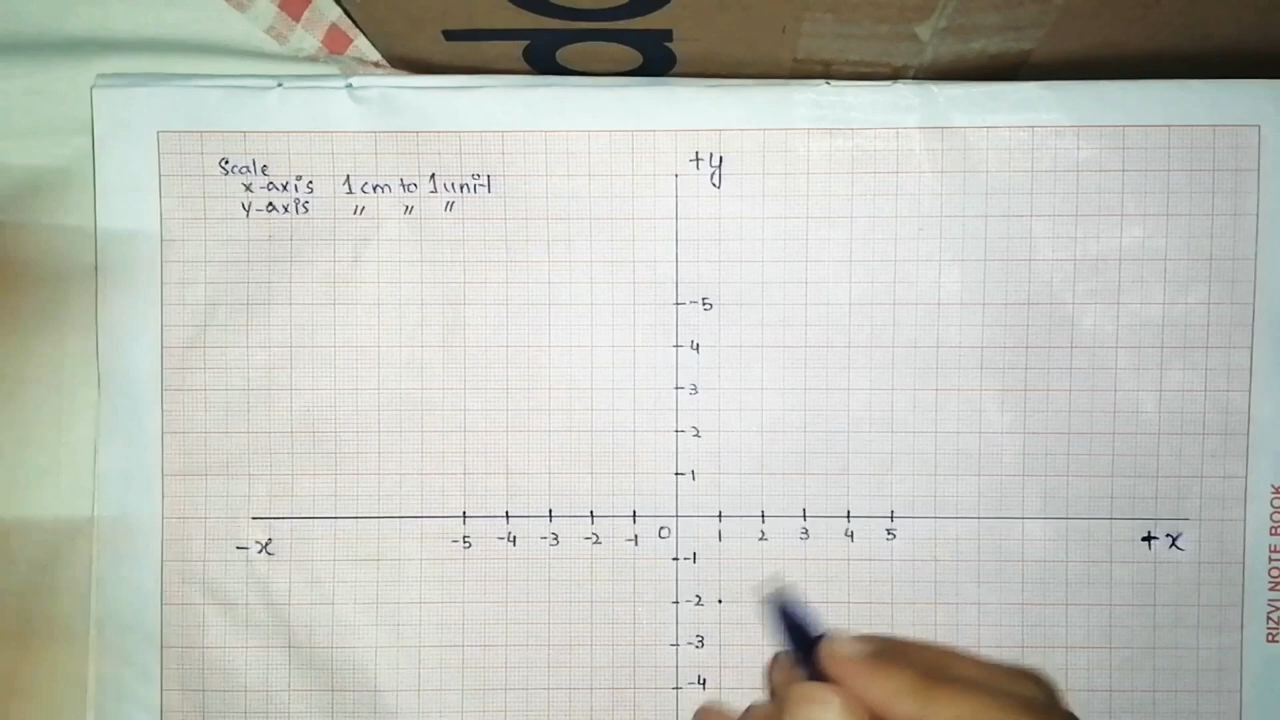 Scale
x-axis 1cm to 1unit
y-axis " " "
+y
-5
4
3
2
1
-5 -4 -3 -2 -1 0 1 2 3 4 5
-x +x
-1
-2
-3
-4
RIZVI NOTE BOOK